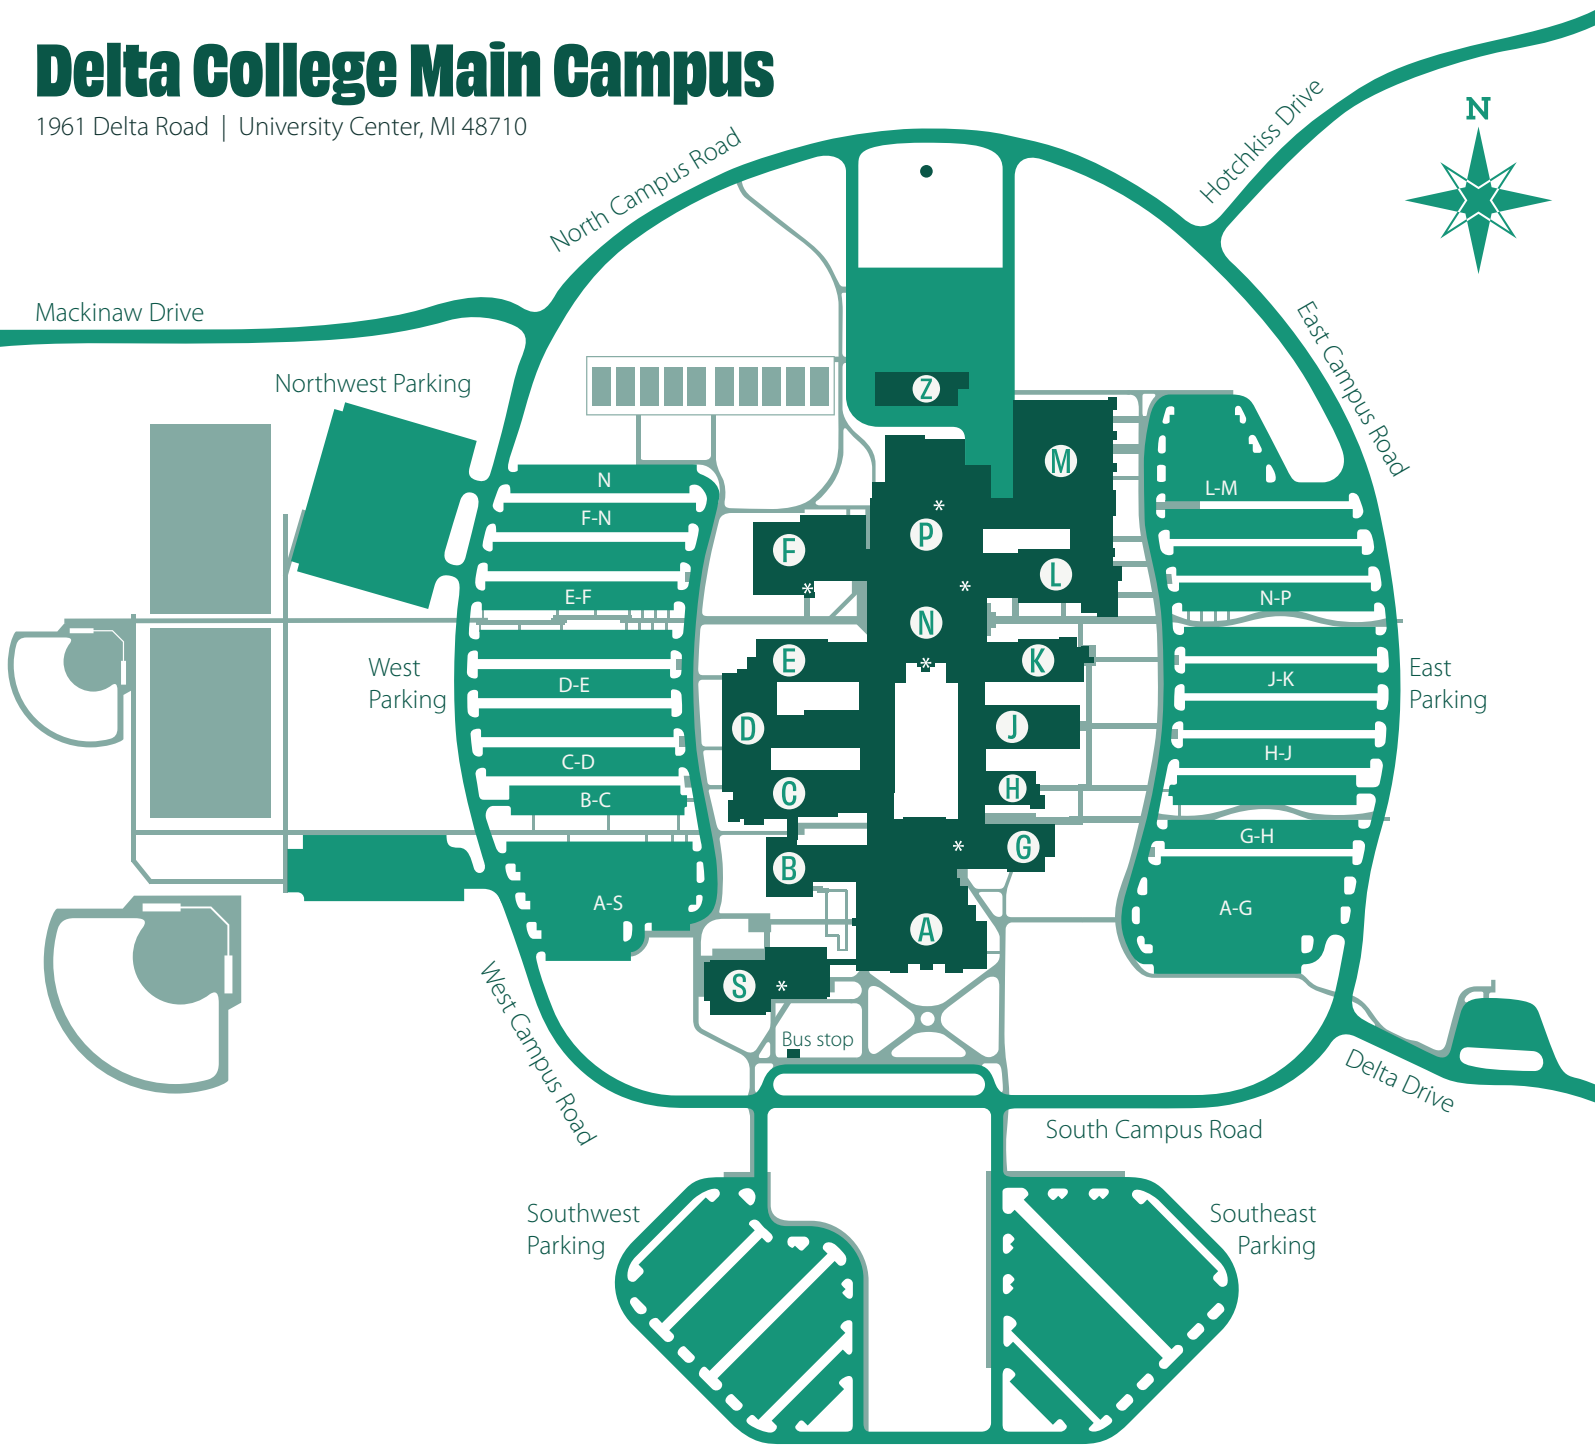 Delta College Main Campus
1961 Delta Road | University Center, MI 48710
N
Hotchkiss Drive
North Campus Road
Mackinaw Drive
East Campus Road
Northwest Parking
Z
M
L-M
N
F-N
P
*
F
L
E-F
*
*
N-P
N
West
Parking
E
*
K
East
Parking
D-E
J-K
D
J
H-J
C-D
C
H
B-C
G-H
*
G
B
A-S
A-G
A
S
*
West Campus Road
Bus stop
Delta Drive
South Campus Road
Southwest
Parking
Southeast
Parking